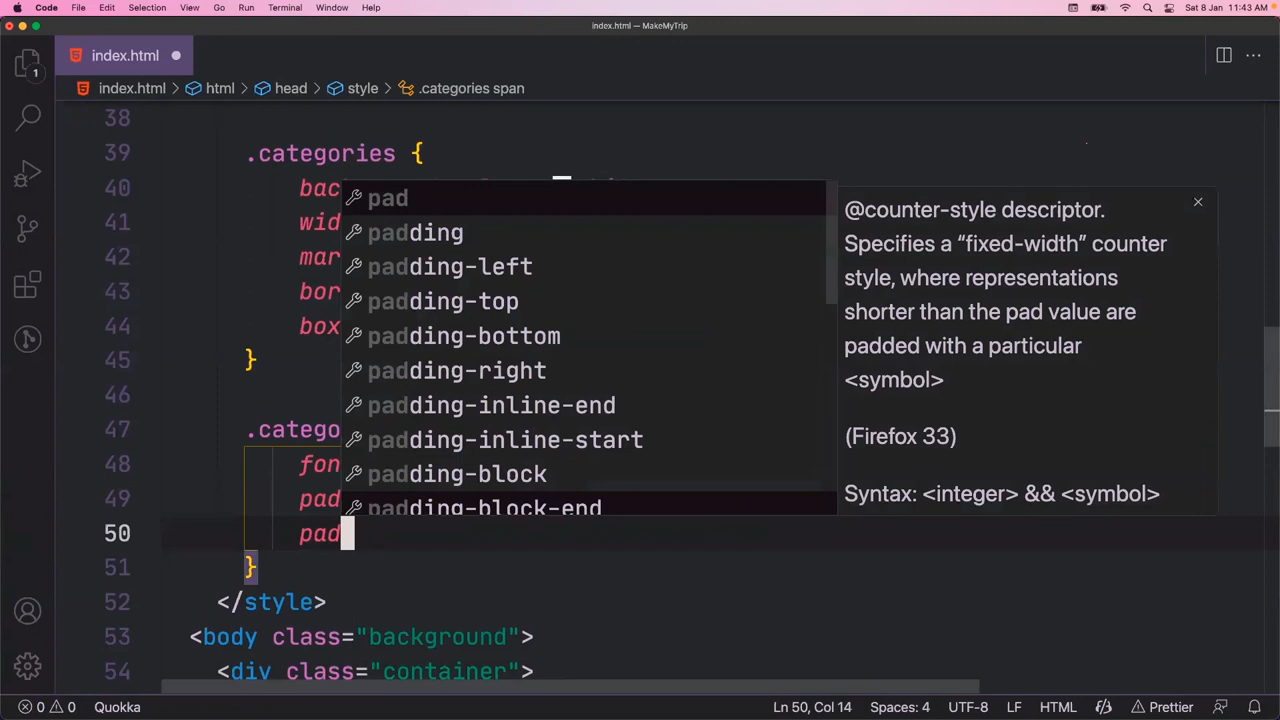 Code File Edit Selection View Go Run Terminal Window Help Sat 8 Jan 11:43 AM
index.html — MakeMyTrip
index.html
index.html > html > head > style > .categories span
1
38
39 .categories {
40 bac
41 wid
42 mar
43 bor
44 box
45 }
46
47 .catego
48 fon
49 pad
50 pad
51 }
52 </style>
53 <body class="background">
54 <div class="container">
pad
padding
padding-left
padding-top
padding-bottom
padding-right
padding-inline-end
padding-inline-start
padding-block
padding-block-end
@counter-style descriptor.
Specifies a “fixed-width” counter
style, where representations
shorter than the pad value are
padded with a particular
<symbol>
(Firefox 33)
Syntax: <integer> && <symbol>
0 0 Quokka Ln 50, Col 14 Spaces: 4 UTF-8 LF HTML Prettier